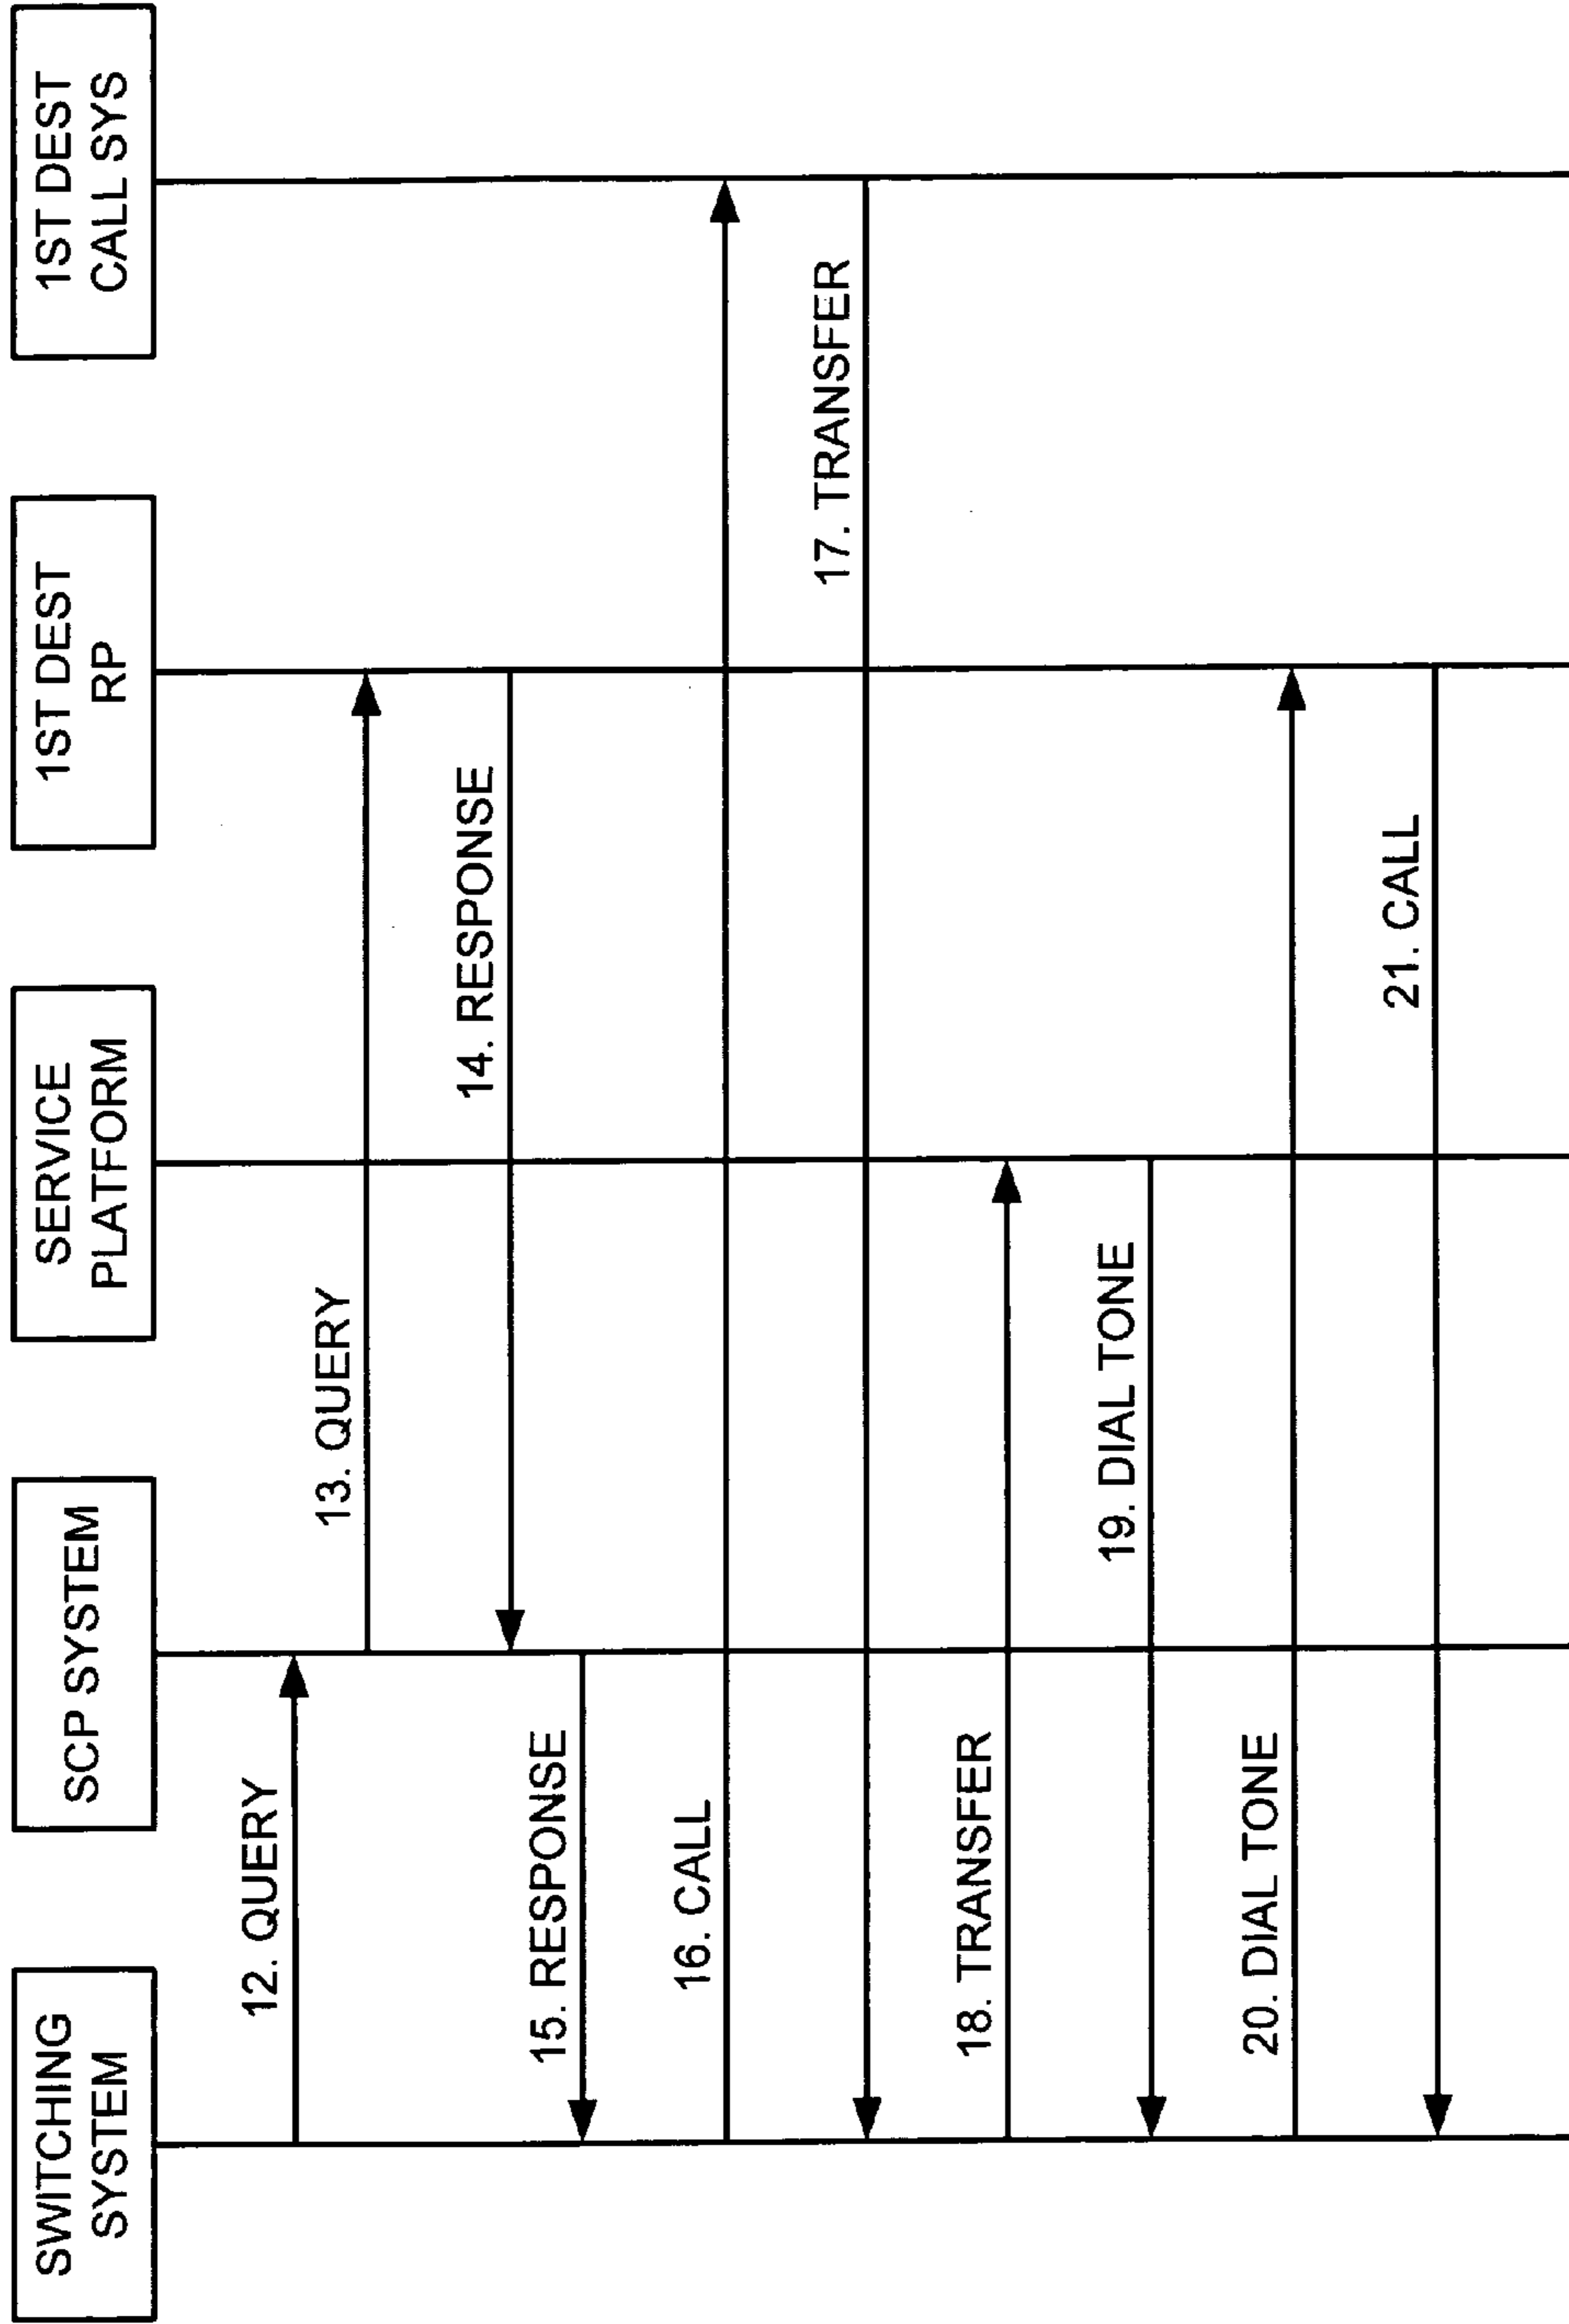 SWITCHING
SYSTEM
SCP SYSTEM
SERVICE
PLATFORM
1ST DEST
RP
1ST DEST
CALL SYS
12. QUERY
13. QUERY
14. RESPONSE
15. RESPONSE
16. CALL
17. TRANSFER
18. TRANSFER
19. DIAL TONE
20. DIAL TONE
21. CALL